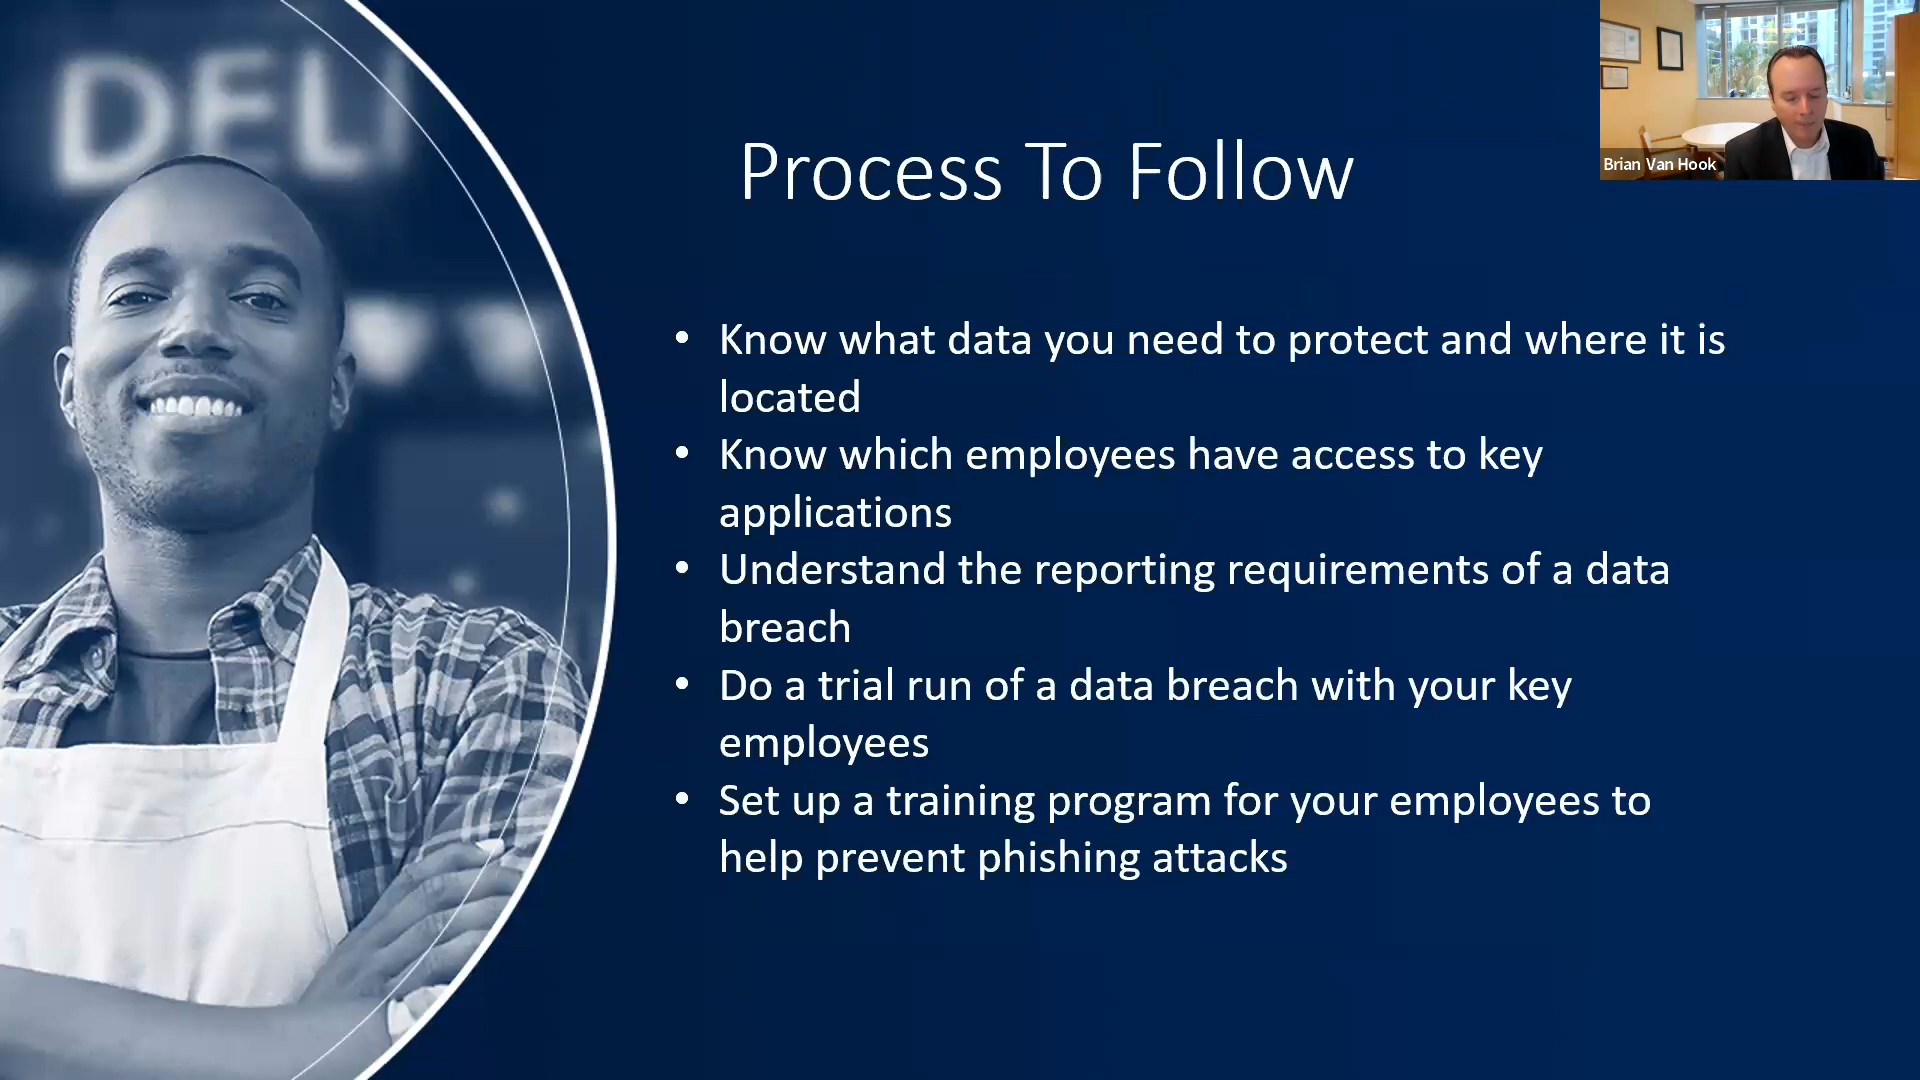 DELI
Process To Follow
Brian Van Hook
• Know what data you need to protect and where it is
located
• Know which employees have access to key
applications
• Understand the reporting requirements of a data
breach
• Do a trial run of a data breach with your key
employees
• Set up a training program for your employees to
help prevent phishing attacks